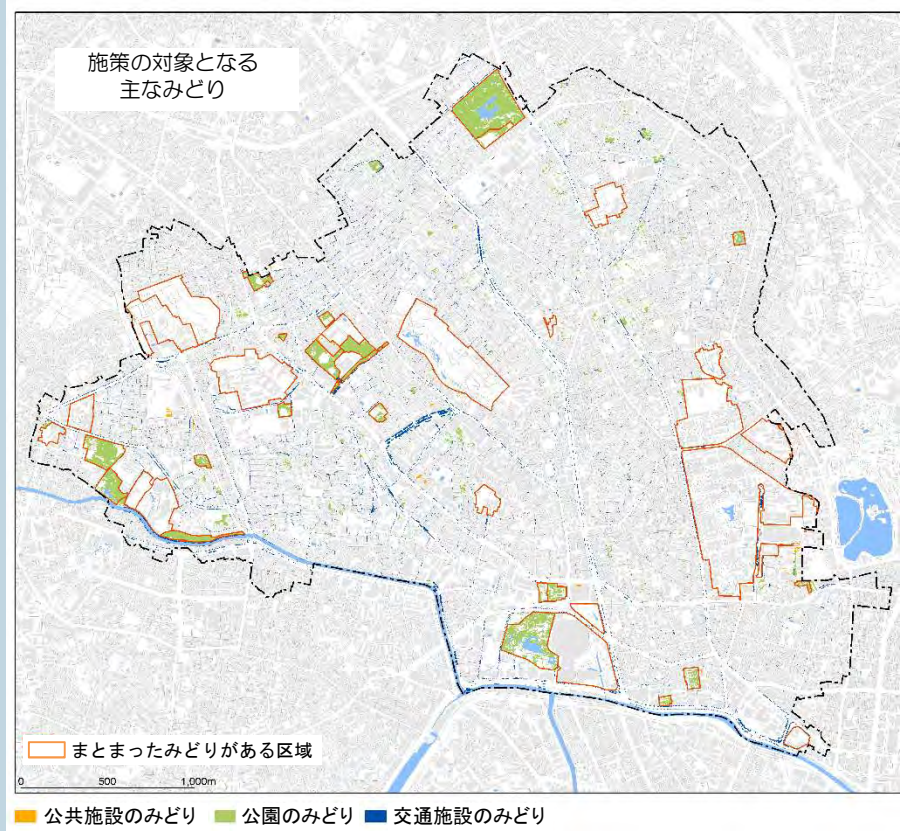 施策の対象となる
主なみどり
まとまったみどりがある区域
0 500 1,000m
公共施設のみどり 公園のみどり 交通施設のみどり